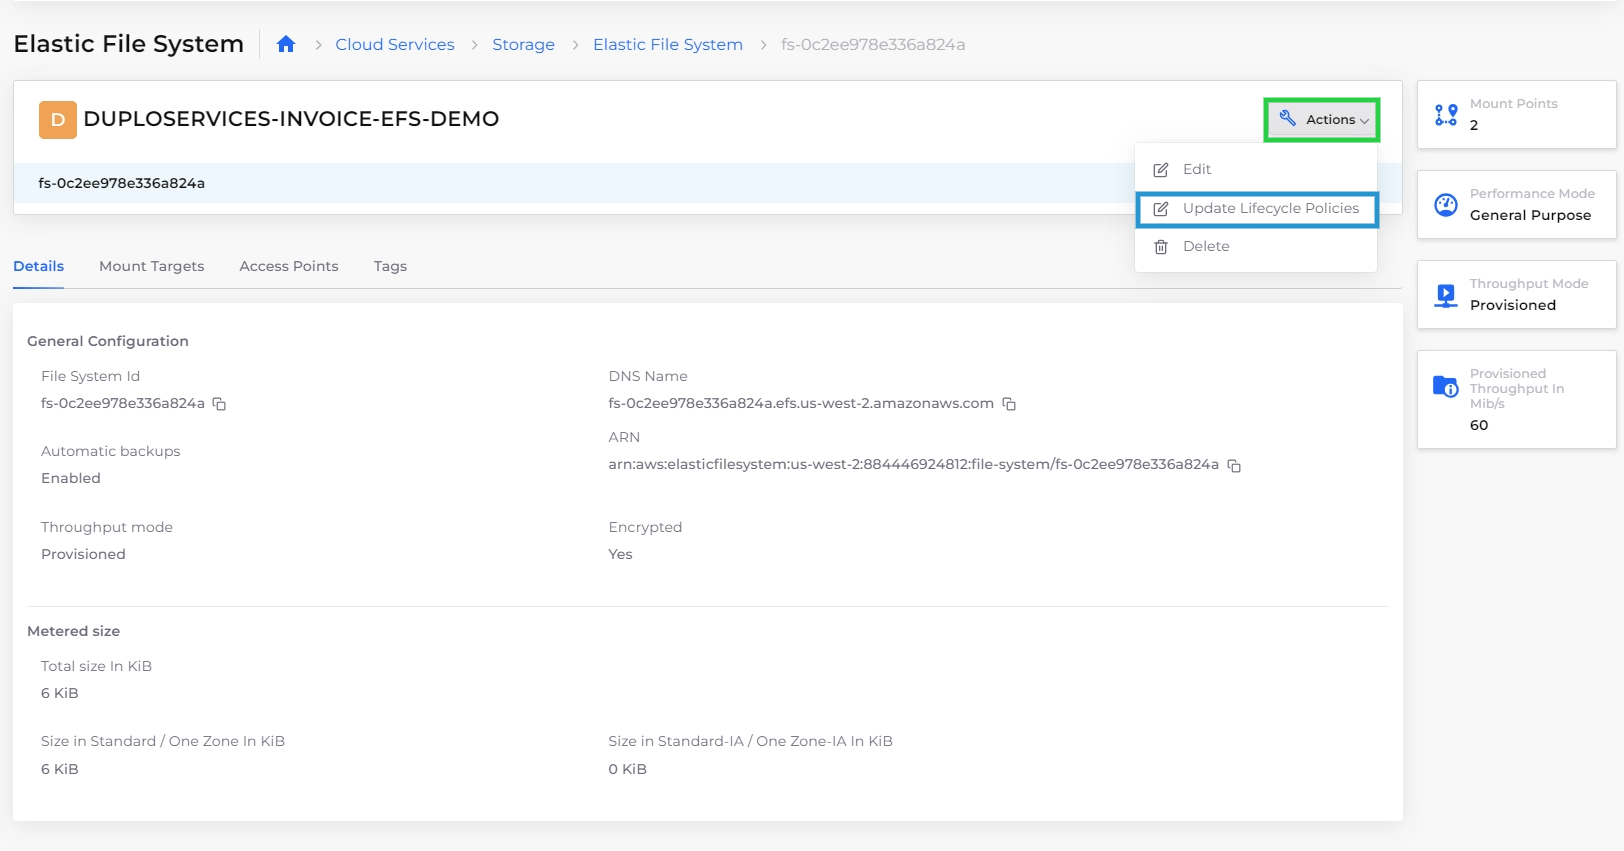 Elastic File System
Cloud Services > Storage > Elastic File System > fs-0c2ee978e336a824a
D DUPLOSERVICES-INVOICE-EFS-DEMO
Actions
fs-0c2ee978e336a824a
Edit
Update Lifecycle Policies
Delete
Mount Points
2
Performance Mode
General Purpose
Throughput Mode
Provisioned
Provisioned
Throughput In
Mib/s
60
Details Mount Targets Access Points Tags
General Configuration
File System Id
fs-0c2ee978e336a824a
DNS Name
fs-0c2ee978e336a824a.efs.us-west-2.amazonaws.com
Automatic backups
Enabled
ARN
arn:aws:elasticfilesystem:us-west-2:884446924812:file-system/fs-0c2ee978e336a824a
Throughput mode
Provisioned
Encrypted
Yes
Metered size
Total size In KiB
6 KiB
Size in Standard / One Zone In KiB
6 KiB
Size in Standard-IA / One Zone-IA In KiB
0 KiB